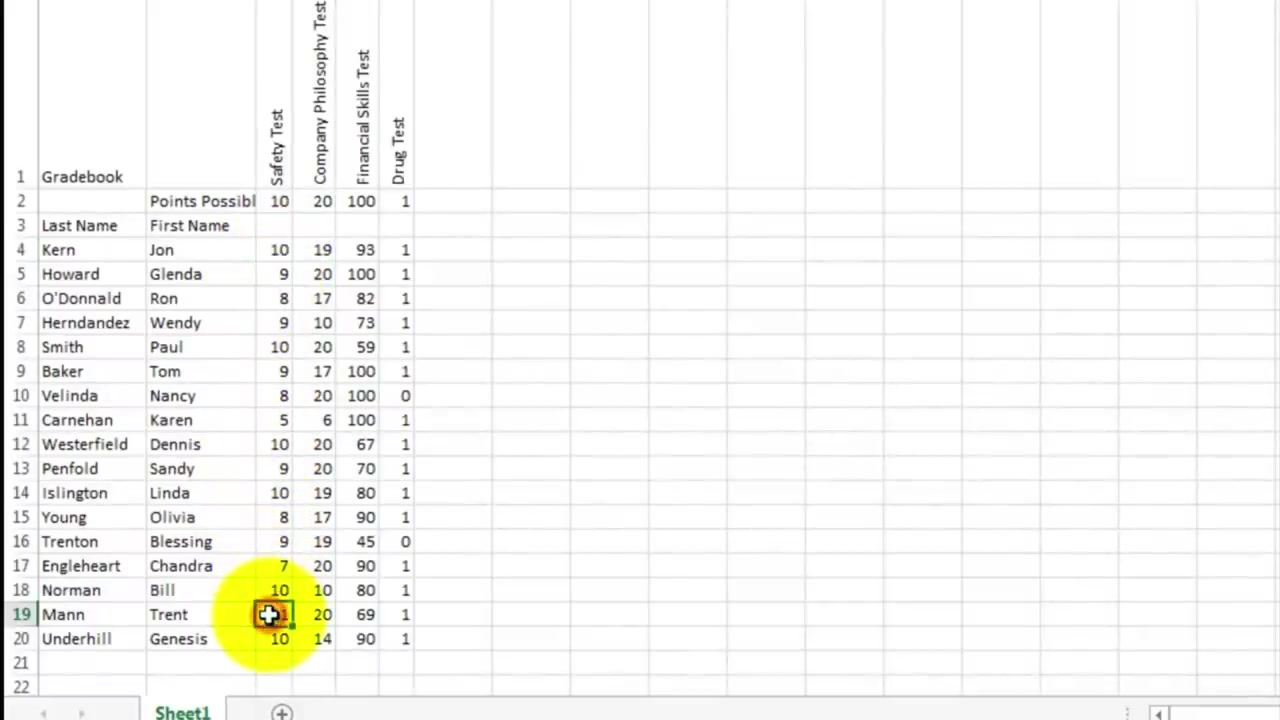 Safety Test
Company Philosophy Test
Financial Skills Test
Drug Test
1 Gradebook
2 Points Possibl 10 20 100 1
3 Last Name First Name
4 Kern Jon 10 19 93 1
5 Howard Glenda 9 20 100 1
6 O'Donnald Ron 8 17 82 1
7 Herndandez Wendy 9 10 73 1
8 Smith Paul 10 20 59 1
9 Baker Tom 9 17 100 1
10 Velinda Nancy 8 20 100 0
11 Carnehan Karen 5 6 100 1
12 Westerfield Dennis 10 20 67 1
13 Penfold Sandy 9 20 70 1
14 Islington Linda 10 19 80 1
15 Young Olivia 8 17 90 1
16 Trenton Blessing 9 19 45 0
17 Engleheart Chandra 7 20 90 1
18 Norman Bill 10 10 80 1
19 Mann Trent 20 69 1
20 Underhill Genesis 10 14 90 1
21
22
Sheet1